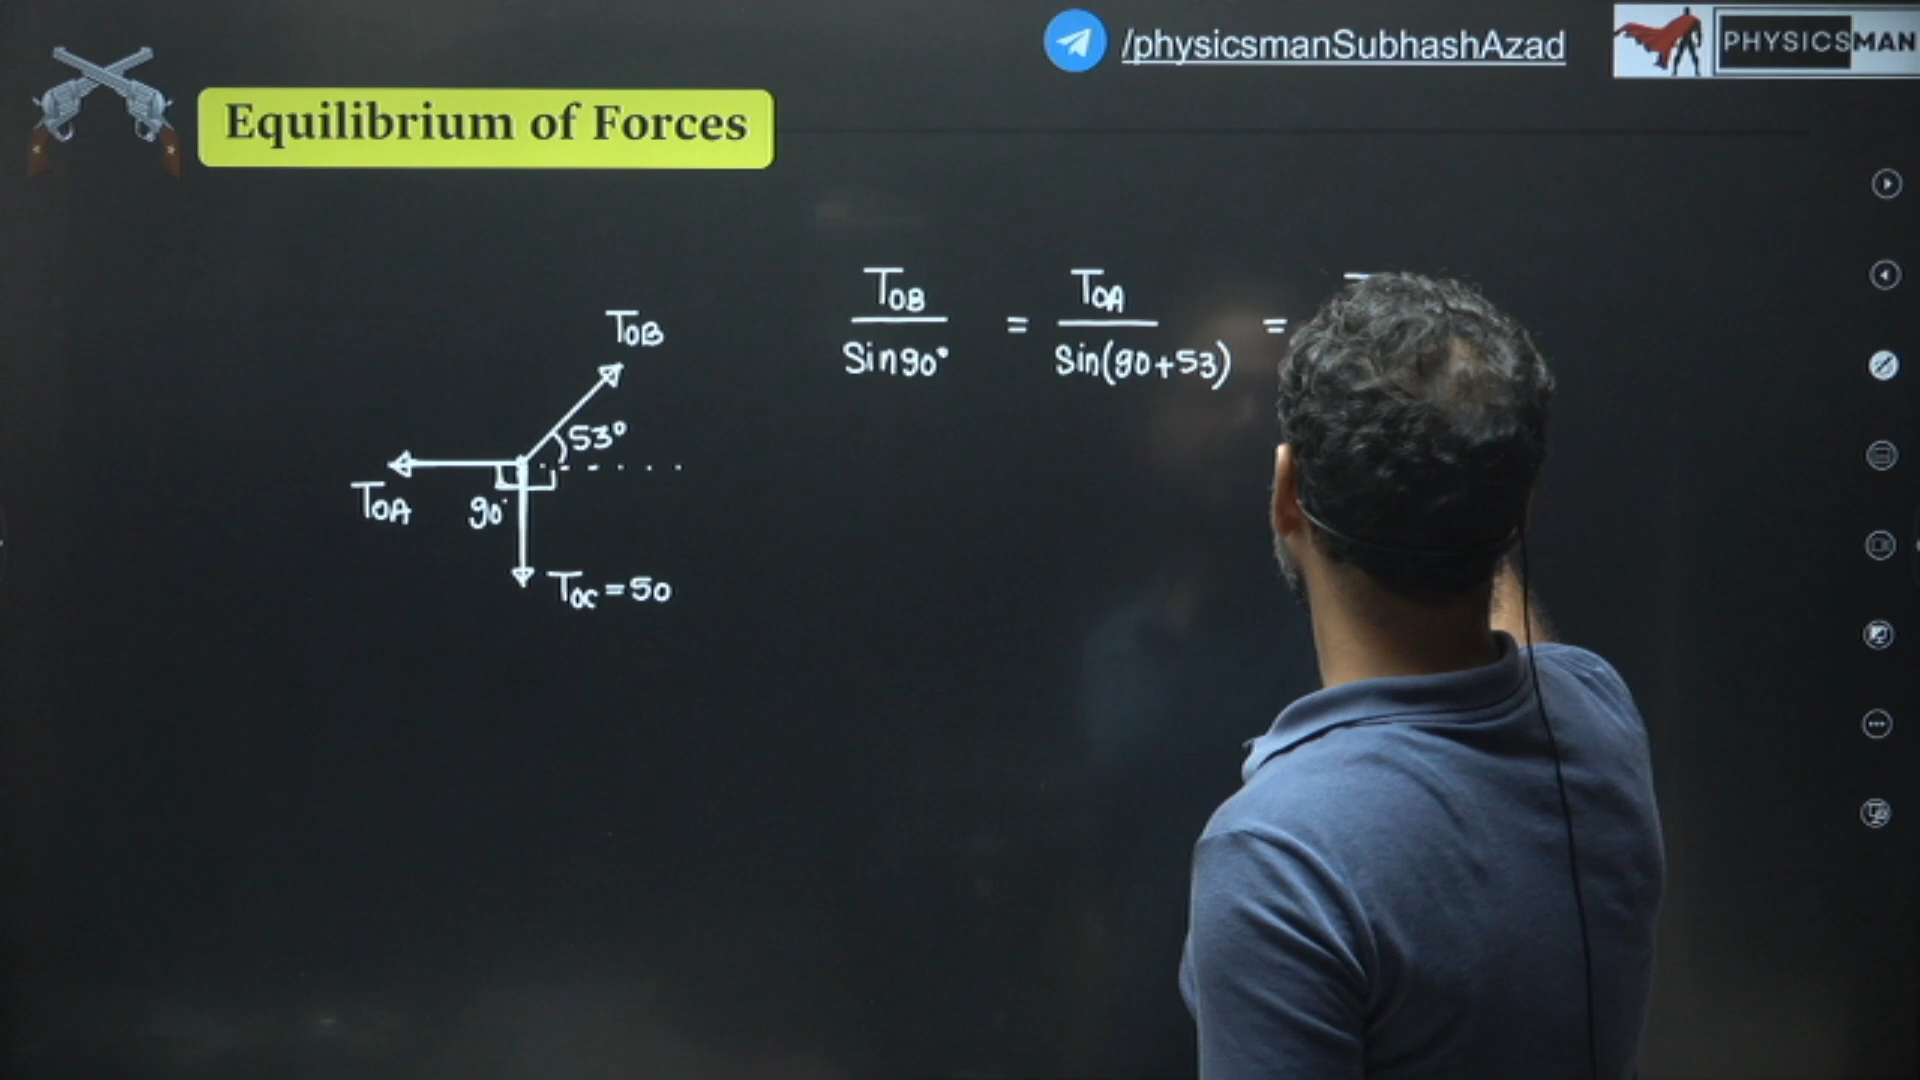 /physicsmanSubhashAzad
PHYSICSMAN
Equilibrium of Forces
TOB
53°
TOA
90°
TOC = 50
TOB = TOA =
Sin90° Sin(90+53)